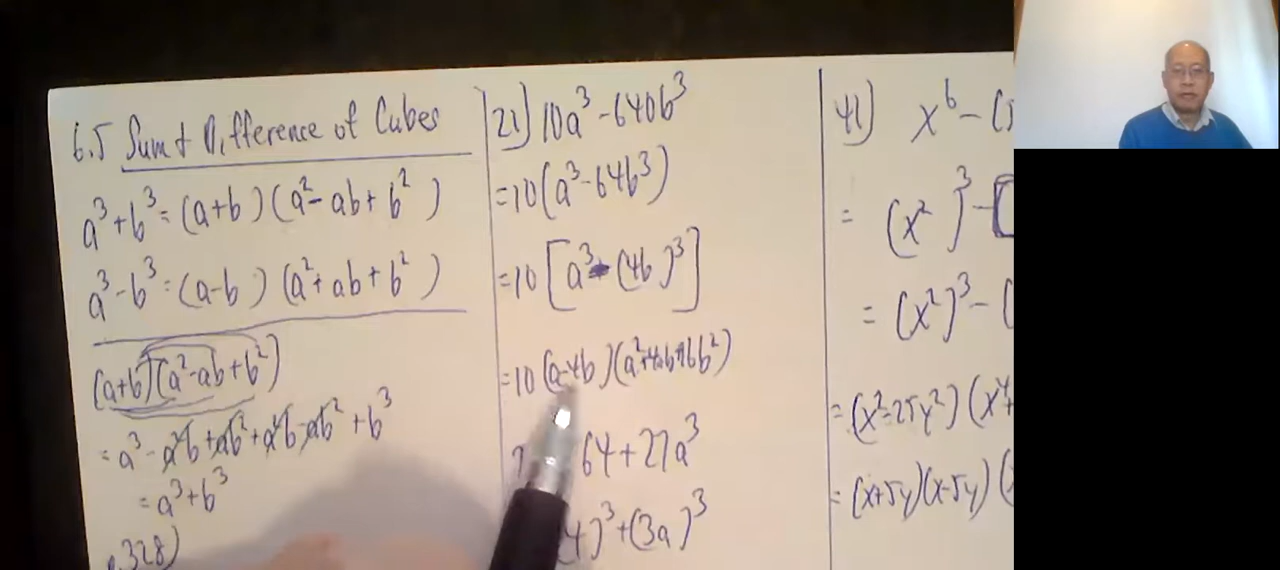 6.5 Sum & Difference of Cubes
a³+b³=(a+b)(a²-ab+b²)
a³-b³=(a-b)(a²+ab+b²)
(a+b)(a²-ab+b²)
=a³-a²b+ab²+a²b-ab²+b³
=a³+b³
328)
21) 10a³-640b³
=10(a³-64b³)
=10[a³-(4b)³]
=10(a-4b)(a²+4ab+16b²)
64+27a³
4)³+(3a)³
41) x⁶-(
=(x²)³-(
=(x²)³-(
=(x²-25y²)(x⁴+
=(x+5y)(x-5y)(